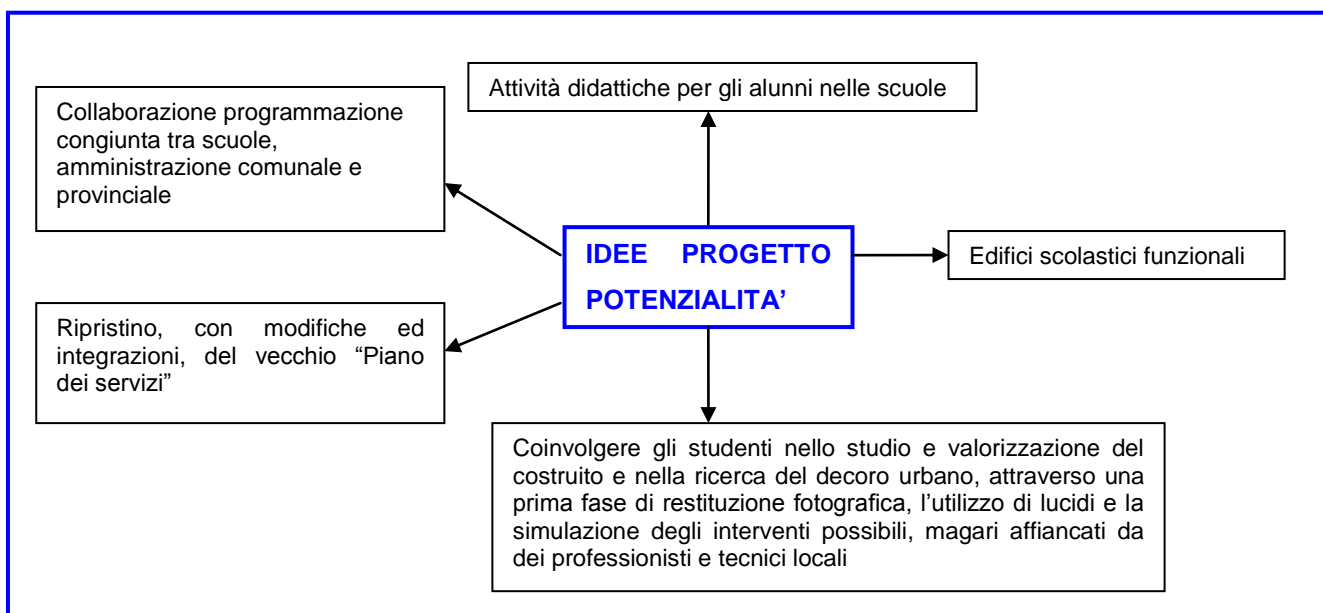 Attività didattiche per gli alunni nelle scuole
Collaborazione programmazione
congiunta tra scuole,
amministrazione comunale e
provinciale
IDEE PROGETTO
POTENZIALITA’
Edifici scolastici funzionali
Ripristino, con modifiche ed
integrazioni, del vecchio “Piano
dei servizi”
Coinvolgere gli studenti nello studio e valorizzazione del
costruito e nella ricerca del decoro urbano, attraverso una
prima fase di restituzione fotografica, l’utilizzo di lucidi e la
simulazione degli interventi possibili, magari affiancati da
dei professionisti e tecnici locali